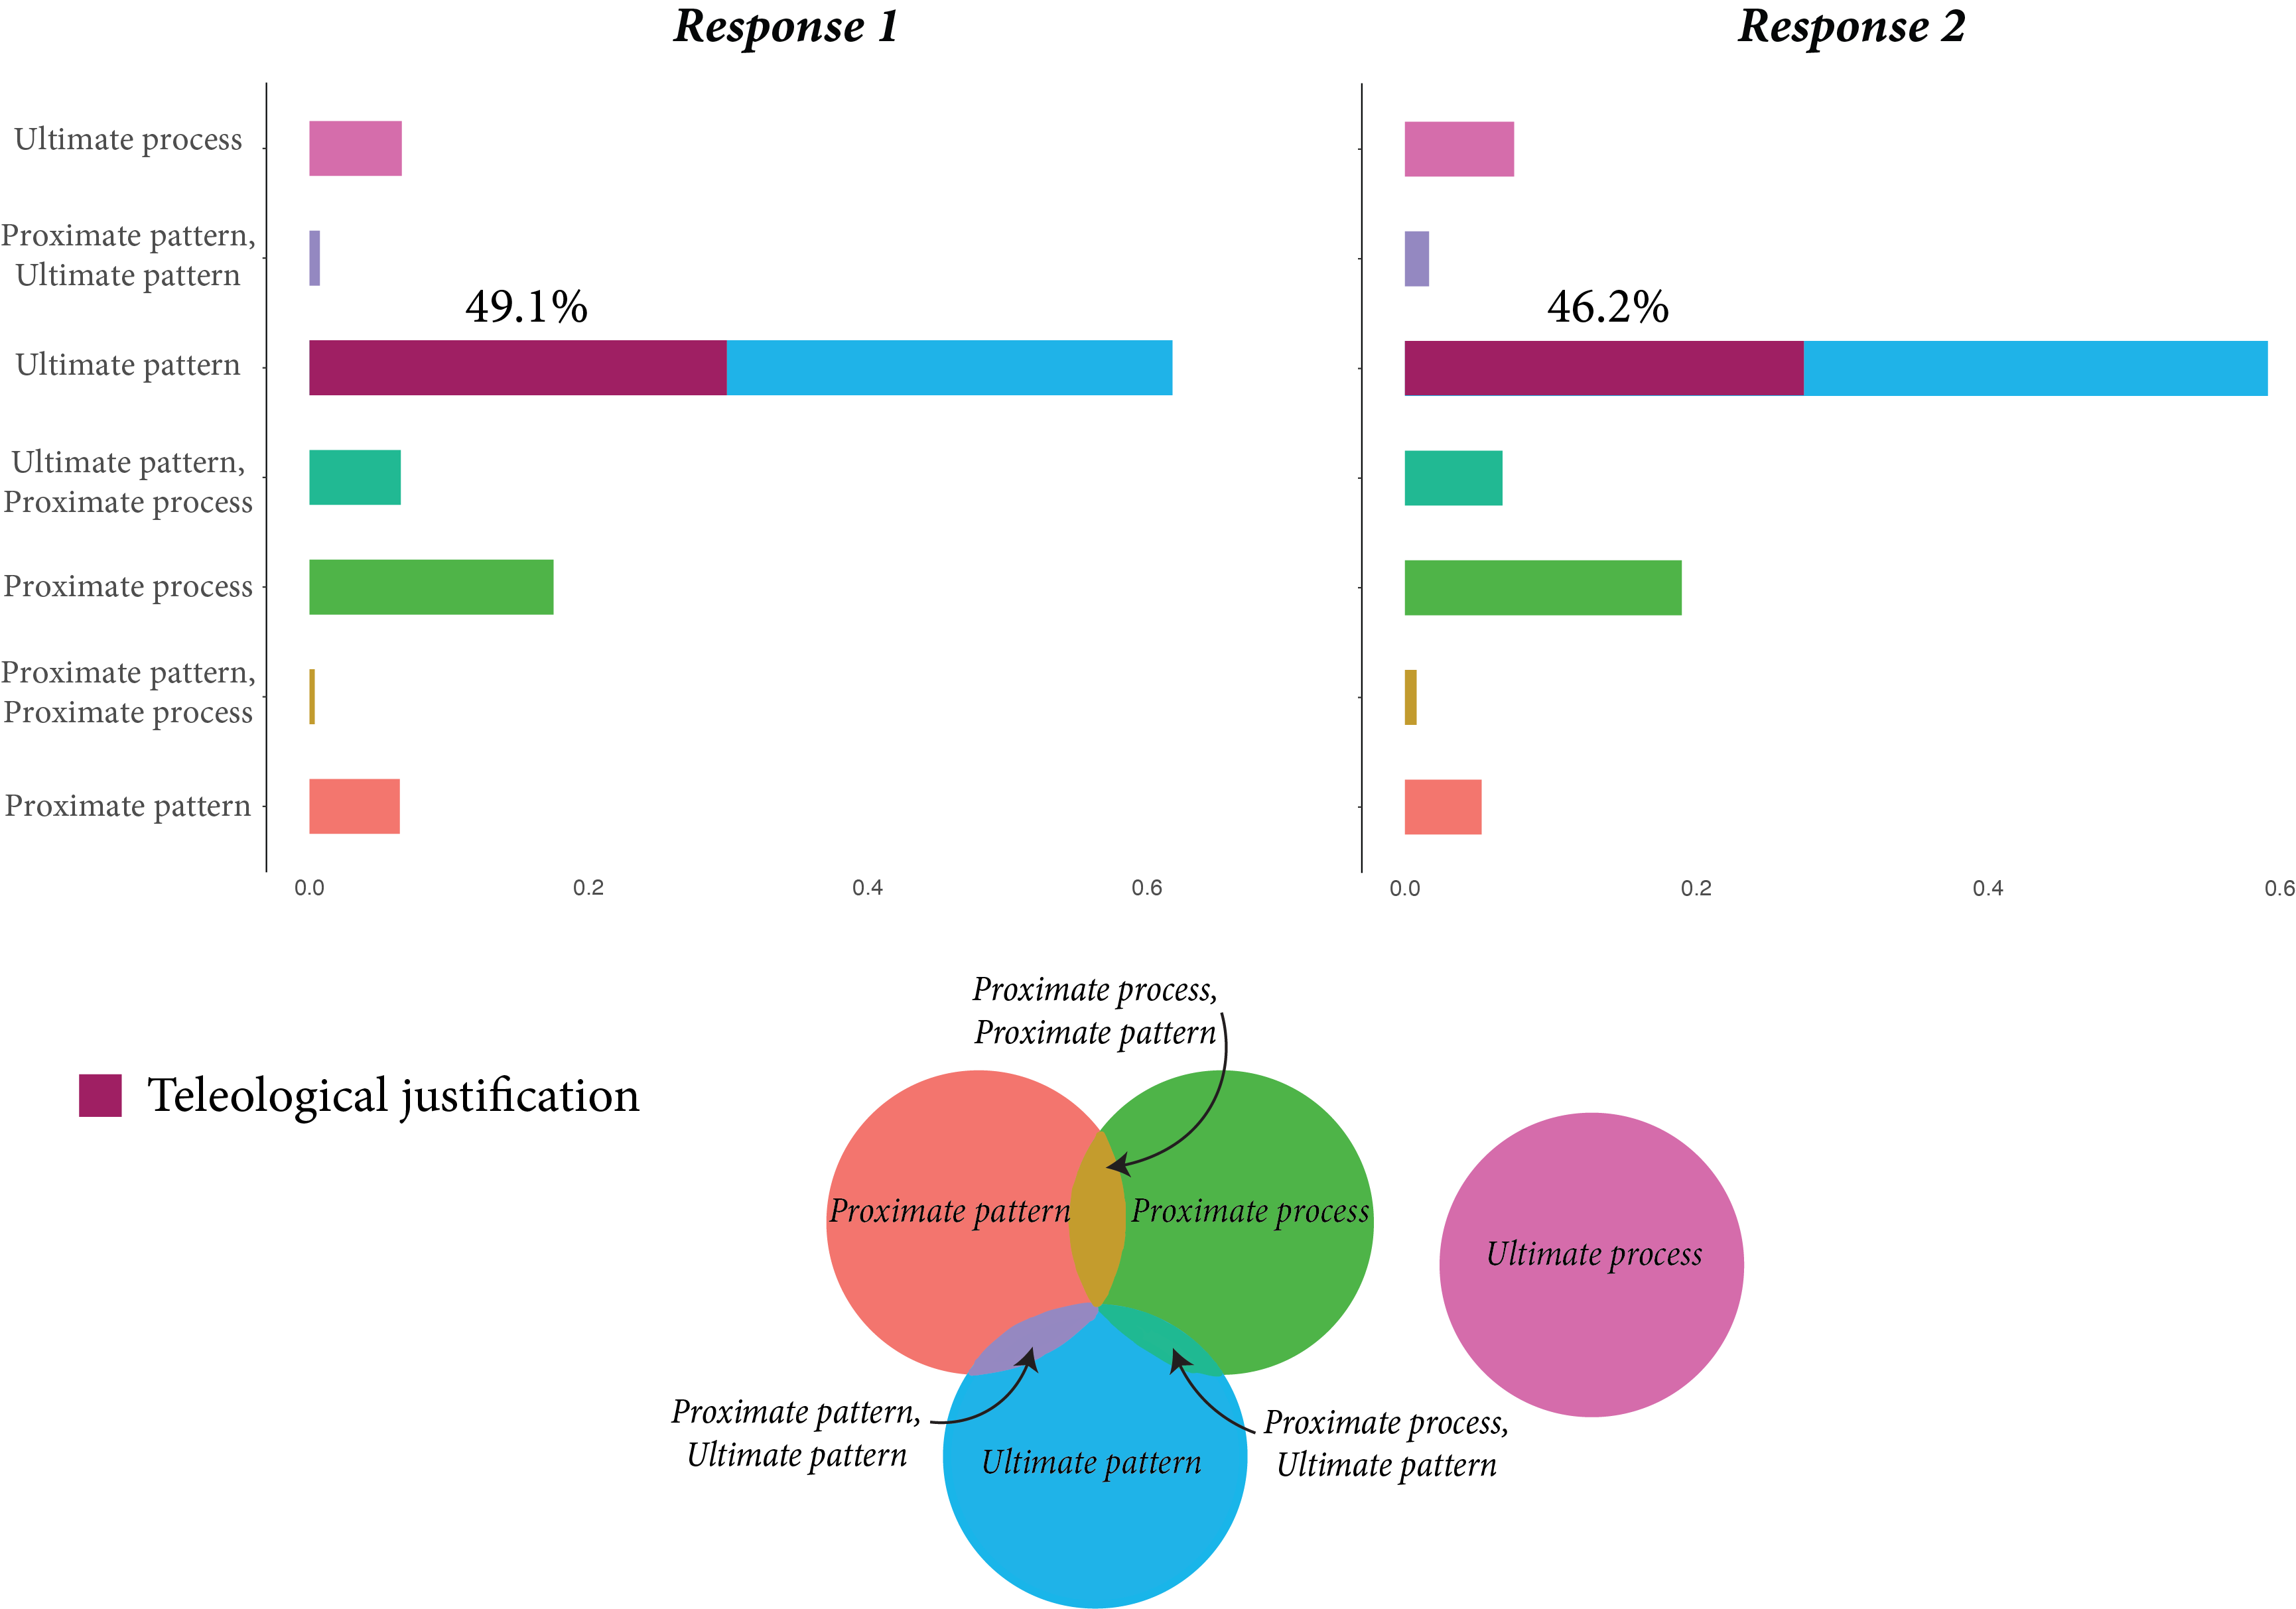 Response 1
Response 2
Ultimate process
Proximate pattern,
Ultimate pattern
49.1%
46.2%
Ultimate pattern
Ultimate pattern,
Proximate process
Proximate process
Proximate pattern,
Proximate process
Proximate pattern
0.0 0.2 0.4 0.6
0.0 0.2 0.4 0.6
Proximate process,
Proximate pattern
Teleological justification
Proximate pattern
Proximate process
Ultimate process
Proximate pattern,
Ultimate pattern
Ultimate pattern
Proximate process,
Ultimate pattern